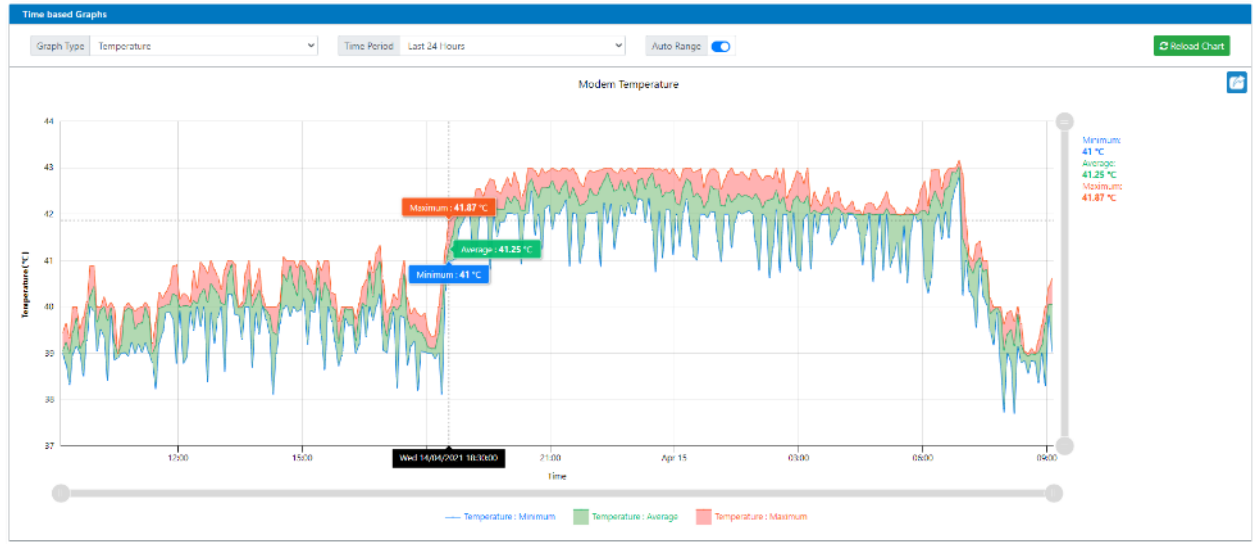 Time based Graphs
Graph Type Temperature Time Period Last 24 Hours Auto Range Reload Chart
Modem Temperature
44
43
42
41
40
39
38
37
Temperature(°C)
Maximum : 41.87 °C
Average : 41.25 °C
Minimum : 41 °C
Minimum:
41 °C
Average:
41.25 °C
Maximum:
41.87 °C
12:00 15:00 Wed 14/04/2021 18:30:00 21:00 Apr 15 03:00 06:00 09:00
Time
Temperature : Minimum Temperature : Average Temperature : Maximum